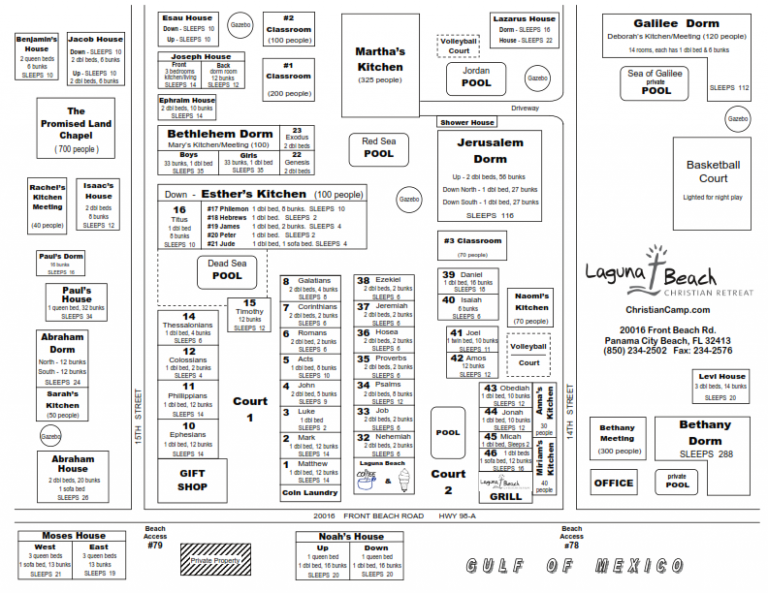 Benjamin's
House
2 queen beds
6 bunks
SLEEPS 10
Jacob House
Down - SLEEPS 10
2 dbl beds, 6 bunks
Up - SLEEPS 10
2 dbl beds, 6 bunks
The
Promised Land
Chapel
( 700 people )
Rachel's
Kitchen
Meeting
(40 people)
Isaac's
House
2 dbl beds
8 bunks
SLEEPS 12
Paul's Dorm
16 bunks
SLEEPS 16
Paul's
House
1 queen bed, 32 bunks
SLEEPS 34
Abraham
Dorm
North - 12 bunks
South - 12 bunks
SLEEPS 24
Sarah's
Kitchen
(50 people)
Gazebo
Abraham
House
2 dbl beds, 20 bunks
1 sofa bed
SLEEPS 26
15TH STREET
Esau House
Down - SLEEPS 10
Up - SLEEPS 10
Gazebo
#2
Classroom
(100 people)
Joseph House
Front
3 bedrooms
kitchen/living
SLEEPS 14
Back
dorm room
12 bunks
SLEEPS 12
#1
Classroom
(200 people)
Ephraim House
2 dbl beds, 10 bunks
SLEEPS 14
Bethlehem Dorm
Mary's Kitchen/Meeting (100)
Boys
33 bunks, 1 dbl bed
SLEEPS 35
Girls
33 bunks, 1 dbl bed
SLEEPS 35
23
Exodus
2 dbl beds
22
Genesis
2 dbl beds
Down - Esther's Kitchen (100 people)
16
Titus
1 dbl bed
8 bunks
SLEEPS 10
#17 Philemon 1 dbl bed, 8 bunks. SLEEPS 10
#18 Hebrews 1 dbl bed. SLEEPS 2
#19 James 1 dbl bed, 2 bunks. SLEEPS 4
#20 Peter 1 dbl bed. SLEEPS 2
#21 Jude 1 dbl bed, 1 sofa bed. SLEEPS 4
Dead Sea
POOL
15
Timothy
12 bunks
SLEEPS 12
14
Thessalonians
1 dbl bed, 4 bunks
SLEEPS 6
12
Colossians
1 dbl bed, 2 bunks
SLEEPS 4
11
Phillippians
1 dbl bed, 12 bunks
SLEEPS 14
10
Ephesians
1 dbl bed, 12 bunks
SLEEPS 14
GIFT
SHOP
Court
1
8 Galatians
2 dbl beds, 4 bunks
SLEEPS 8
7 Corinthians
2 dbl beds, 2 bunks
SLEEPS 6
6 Romans
2 dbl beds, 2 bunks
SLEEPS 6
5 Acts
1 dbl bed, 8 bunks
SLEEPS 10
4 John
2 dbl beds, 5 bunks
SLEEPS 9
3 Luke
1 dbl bed
SLEEPS 2
2 Mark
1 dbl bed, 12 bunks
SLEEPS 14
1 Matthew
1 dbl bed, 12 bunks
SLEEPS 14
Coin Laundry
38 Ezekiel
2 dbl beds, 2 bunks
SLEEPS 6
37 Jeremiah
2 dbl beds, 2 bunks
SLEEPS 6
36 Hosea
2 dbl beds, 2 bunks
SLEEPS 6
35 Proverbs
2 dbl beds, 2 bunks
SLEEPS 6
34 Psalms
2 dbl beds, 8 bunks
SLEEPS 12
33 Job
2 dbl beds, 2 bunks
SLEEPS 6
32 Nehemiah
2 dbl beds, 2 bunks
SLEEPS 6
Laguna Beach
COFFEE
&
Martha's
Kitchen
(325 people)
Red Sea
POOL
Gazebo
Lazarus House
Dorm - SLEEPS 16
House - SLEEPS 22
Volleyball
Court
Jordan
POOL
Gazebo
Driveway
Shower House
Jerusalem
Dorm
Up - 2 dbl beds, 56 bunks
Down North - 1 dbl bed, 27 bunks
Down South - 1 dbl bed, 27 bunks
SLEEPS 116
#3 Classroom
(70 people)
39 Daniel
1 dbl bed, 16 bunks
SLEEPS 18
40 Isaiah
6 bunks
SLEEPS 6
Naomi's
Kitchen
(70 people)
41 Joel
1 twin bed, 10 bunks
SLEEPS 11
42 Amos
12 bunks
SLEEPS 12
Volleyball
Court
43 Obediah
1 dbl bed, 10 bunks
SLEEPS 12
44 Jonah
1 dbl bed, 10 bunks
SLEEPS 12
45 Micah
1 dbl bed, Sleeps 2
46 1 dbl beds
1 sofa bed, 12 bunks
SLEEPS 16
Anna's
Kitchen
30
people
Miriam's
Kitchen
40
people
Laguna Beach
GRILL
POOL
Court
2
14TH STREET
Galilee Dorm
Deborah's Kitchen/Meeting (120 people)
14 rooms, each has 1 dbl bed & 6 bunks
Sea of Galilee
private
POOL
SLEEPS 112
Gazebo
Basketball
Court
Lighted for night play
Laguna Beach
CHRISTIAN RETREAT
ChristianCamp.com
20016 Front Beach Rd.
Panama City Beach, FL 32413
(850) 234-2502 Fax: 234-2576
Levi House
3 dbl beds, 14 bunks
SLEEPS 20
Bethany
Meeting
(300 people)
Bethany
Dorm
SLEEPS 288
OFFICE
private
POOL
20016 FRONT BEACH ROAD HWY 98-A
Moses House
West
3 queen beds
1 sofa bed, 13 bunks
SLEEPS 21
East
3 queen beds
13 bunks
SLEEPS 19
Beach
Access
#79
Private Property
Noah's House
Up
1 queen bed
1 dbl bed, 16 bunks
SLEEPS 20
Down
1 queen bed
1 dbl bed, 16 bunks
SLEEPS 20
Beach
Access
#78
GULF OF MEXICO